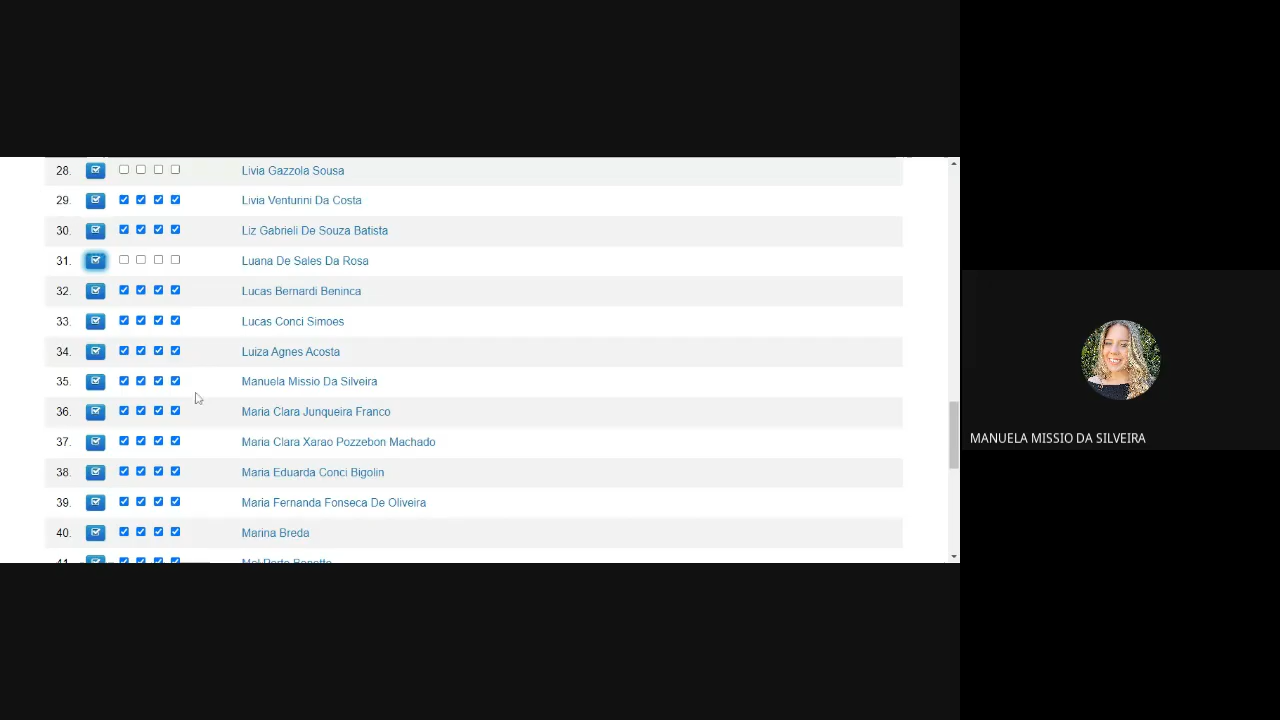 28. Livia Gazzola Sousa
29. Livia Venturini Da Costa
30. Liz Gabrieli De Souza Batista
31. Luana De Sales Da Rosa
32. Lucas Bernardi Beninca
33. Lucas Conci Simoes
34. Luiza Agnes Acosta
35. Manuela Missio Da Silveira
36. Maria Clara Junqueira Franco
37. Maria Clara Xarao Pozzebon Machado
38. Maria Eduarda Conci Bigolin
39. Maria Fernanda Fonseca De Oliveira
40. Marina Breda
41.
MANUELA MISSIO DA SILVEIRA